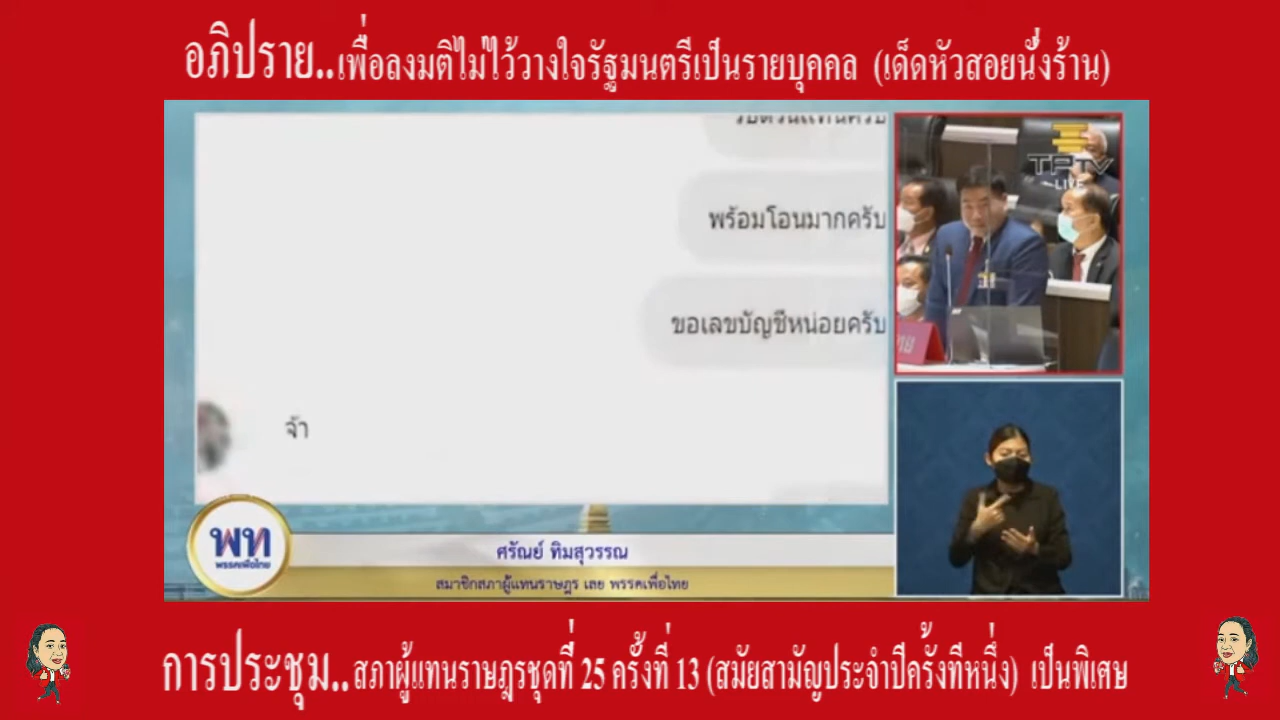 อภิปราย..เพื่อลงมติไม่ไว้วางใจรัฐมนตรีเป็นรายบุคคล (เด็ดหัวสอยนั่งร้าน)
พร้อมโอนมากครับ
ขอเลขบัญชีหน่อยครับ
จ้า
TPTV
LIVE
พท
พรรคเพื่อไทย
ศรัณย์ ทิมสุวรรณ
สมาชิกสภาผู้แทนราษฎร เลย พรรคเพื่อไทย
การประชุม..สภาผู้แทนราษฎรชุดที่ 25 ครั้งที่ 13 (สมัยสามัญประจำปีครั้งที่หนึ่ง) เป็นพิเศษ